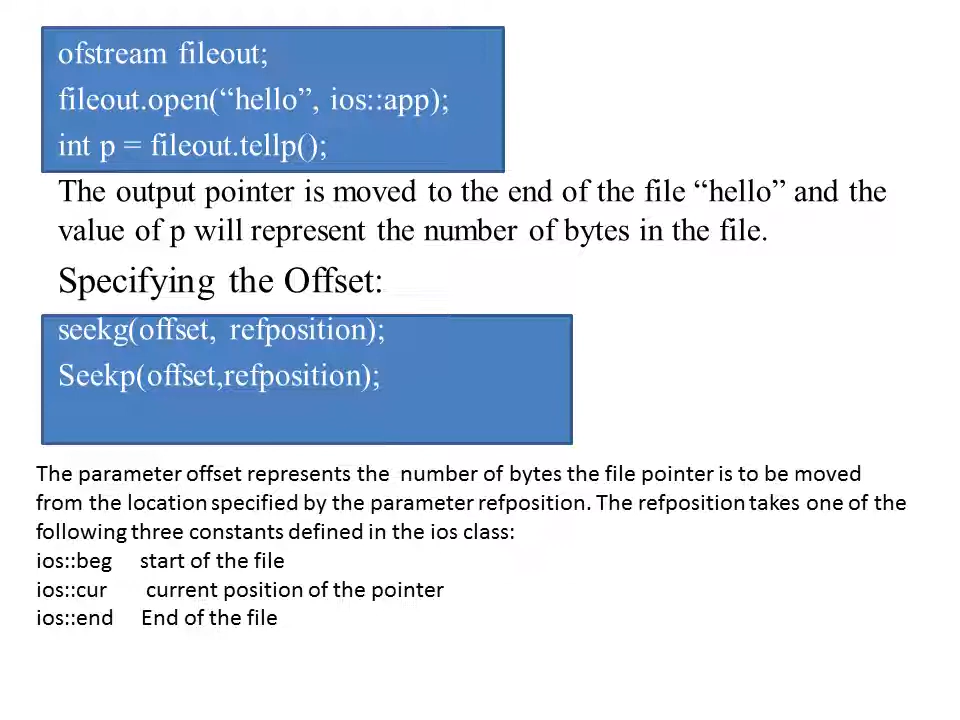 ofstream fileout;
fileout.open(“hello”, ios::app);
int p = fileout.tellp();
The output pointer is moved to the end of the file “hello” and the
value of p will represent the number of bytes in the file.
Specifying the Offset:
seekg(offset, refposition);
Seekp(offset,refposition);
The parameter offset represents the  number of bytes the file pointer is to be moved
from the location specified by the parameter refposition. The refposition takes one of the
following three constants defined in the ios class:
ios::beg     start of the file
ios::cur       current position of the pointer
ios::end     End of the file